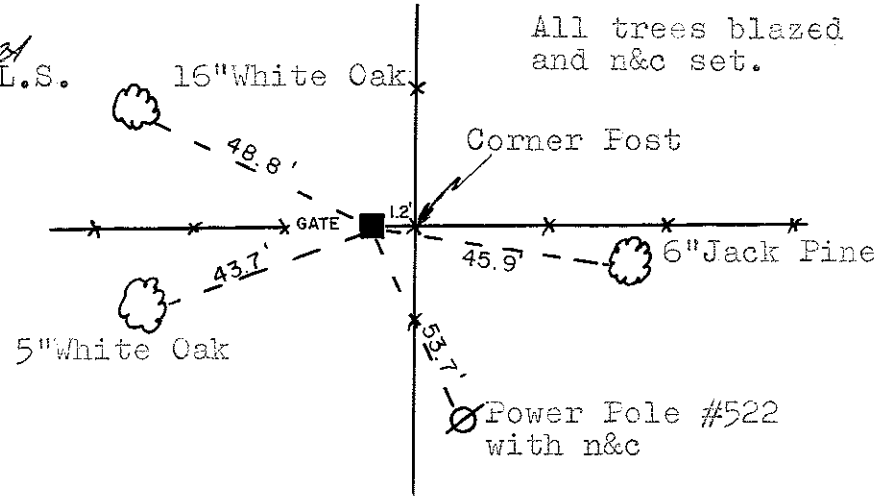 All trees blazed
and n&c set.
L.S.
16"White Oak
48.8'
Corner Post
1.2'
GATE
45.9'
6"Jack Pine
43.7'
5"White Oak
53.7'
Power Pole #522
with n&c